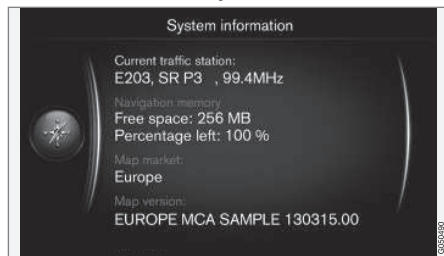 System information
Current traffic station:
E203, SR P3 , 99.4MHz
Navigation memory
Free space: 256 MB
Percentage left: 100 %
Map market:
Europe
Map version:
EUROPE MCA SAMPLE 130315.00
G050490